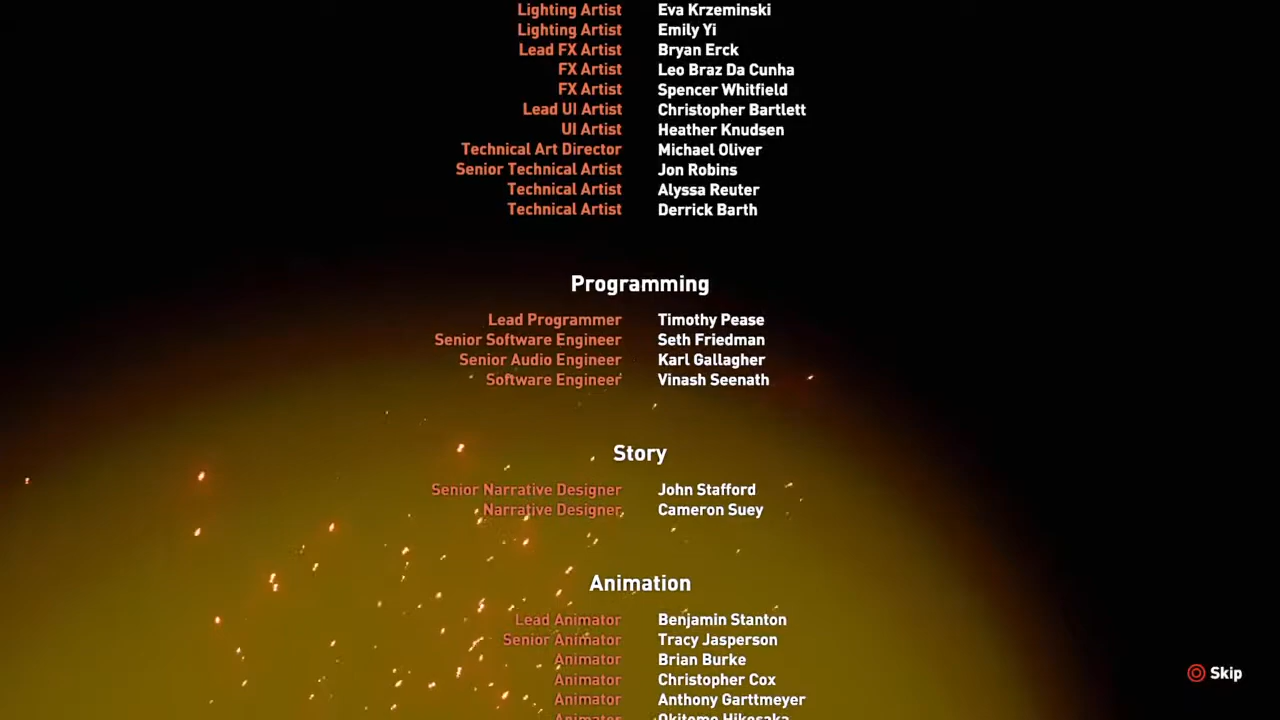 Lighting Artist Eva Krzeminski
Lighting Artist Emily Yi
Lead FX Artist Bryan Erck
FX Artist Leo Braz Da Cunha
FX Artist Spencer Whitfield
Lead UI Artist Christopher Bartlett
UI Artist Heather Knudsen
Technical Art Director Michael Oliver
Senior Technical Artist Jon Robins
Technical Artist Alyssa Reuter
Technical Artist Derrick Barth
Programming
Lead Programmer Timothy Pease
Senior Software Engineer Seth Friedman
Senior Audio Engineer Karl Gallagher
Software Engineer Vinash Seenath
Story
Senior Narrative Designer John Stafford
Narrative Designer Cameron Suey
Animation
Lead Animator Benjamin Stanton
Senior Animator Tracy Jasperson
Animator Brian Burke
Animator Christopher Cox
Animator Anthony Garttmeyer
Animator Okitomo Hikosaka
Skip